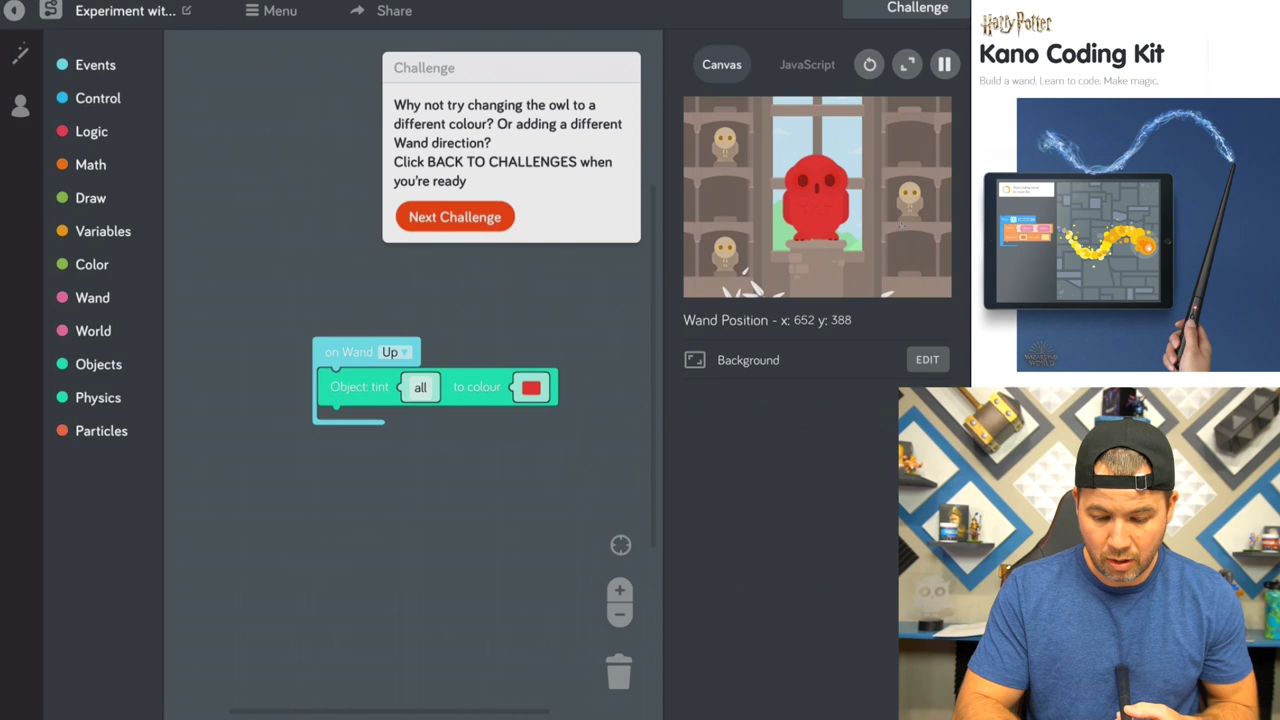 Experiment wit...
Menu
Share
Challenge
Events
Control
Logic
Math
Draw
Variables
Color
Wand
World
Objects
Physics
Particles
Challenge
Why not try changing the owl to a
different colour? Or adding a different
Wand direction?
Click BACK TO CHALLENGES when
you're ready
Next Challenge
on Wand Up
Object: tint all to colour
Canvas
JavaScript
Wand Position - x: 652 y: 388
Background
EDIT
Harry Potter
Kano Coding Kit
Build a wand. Learn to code. Make magic.